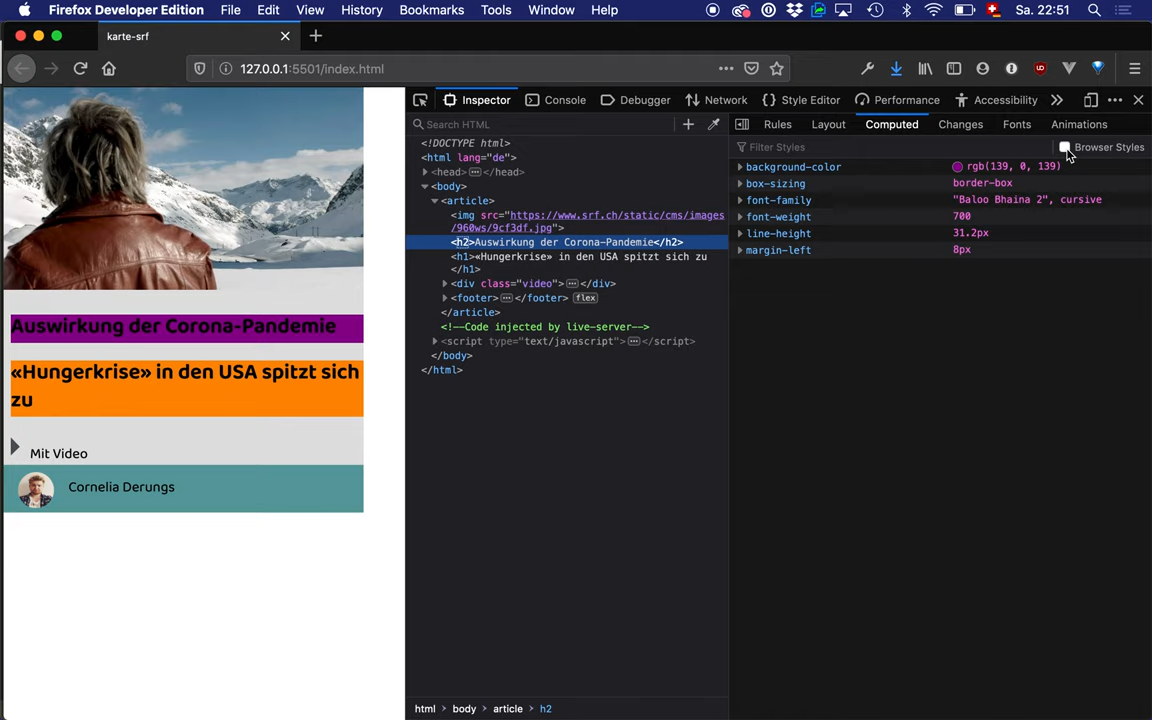 Firefox Developer Edition File Edit View History Bookmarks Tools Window Help Sa. 22:51
karte-srf
127.0.0.1:5501/index.html
Inspector Console Debugger Network Style Editor Performance Accessibility
Search HTML
Rules Layout Computed Changes Fonts Animations
Filter Styles Browser Styles
<!DOCTYPE html>
<html lang="de">
<head></head>
<body>
<article>
<img src="https://www.srf.ch/static/cms/images
/960ws/9cf3df.jpg">
<h2>Auswirkung der Corona-Pandemie</h2>
<h1>«Hungerkrise» in den USA spitzt sich zu
</h1>
<div class="video"></div>
<footer></footer> flex
</article>
<!--Code injected by live-server-->
<script type="text/javascript"></script>
</body>
</html>
background-color rgb(139, 0, 139)
box-sizing border-box
font-family "Baloo Bhaina 2", cursive
font-weight 700
line-height 31.2px
margin-left 8px
Auswirkung der Corona-Pandemie
«Hungerkrise» in den USA spitzt sich
zu
Mit Video
Cornelia Derungs
html body article h2